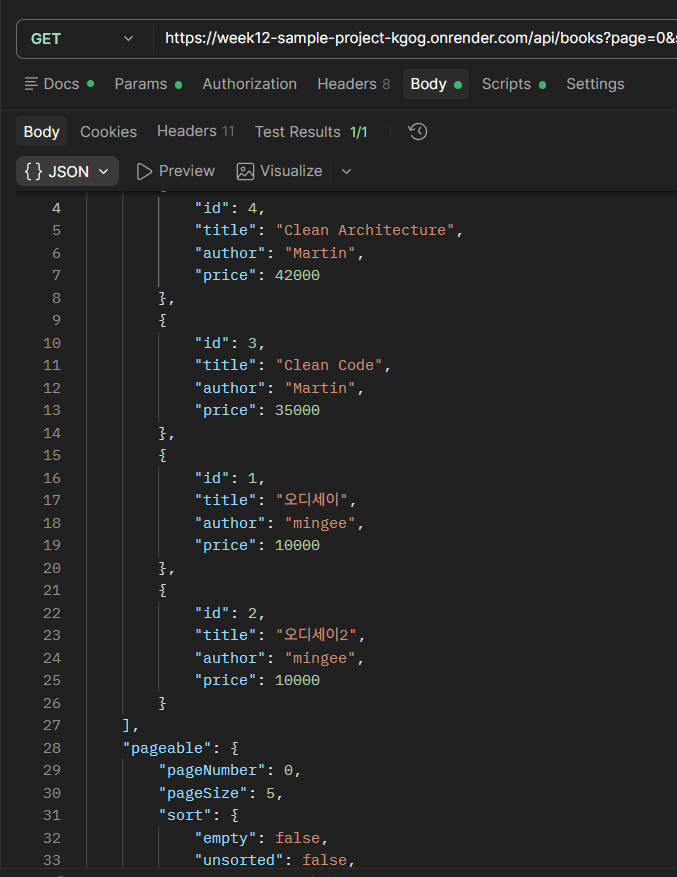 GET https://week12-sample-project-kgog.onrender.com/api/books?page=0&s
Docs Params Authorization Headers 8 Body Scripts Settings
Body Cookies Headers 11 Test Results 1/1
{ } JSON Preview Visualize
4 "id": 4,
5 "title": "Clean Architecture",
6 "author": "Martin",
7 "price": 42000
8 },
9 {
10 "id": 3,
11 "title": "Clean Code",
12 "author": "Martin",
13 "price": 35000
14 },
15 {
16 "id": 1,
17 "title": "오디세이",
18 "author": "mingee",
19 "price": 10000
20 },
21 {
22 "id": 2,
23 "title": "오디세이2",
24 "author": "mingee",
25 "price": 10000
26 }
27 ],
28 "pageable": {
29 "pageNumber": 0,
30 "pageSize": 5,
31 "sort": {
32 "empty": false,
33 "unsorted": false,